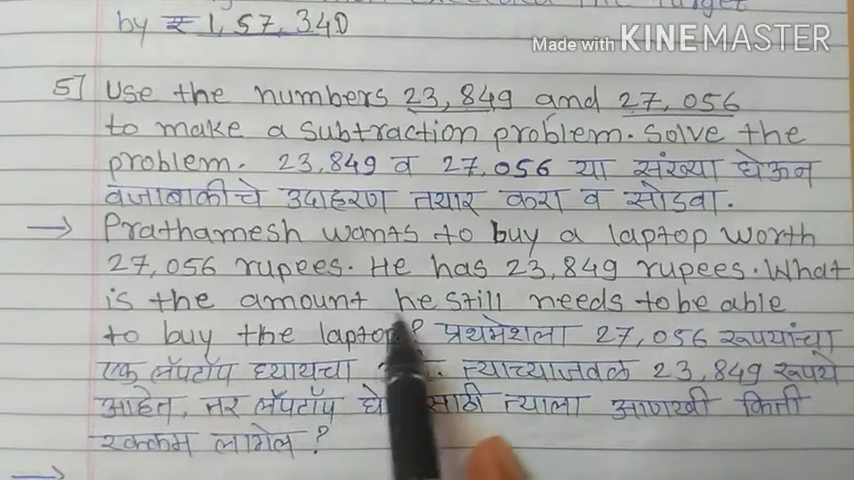 exceeded the Target
by ₹ 1,57,340
Made with KINEMASTER
5] Use the numbers 23,849 and 27,056
to make a subtraction problem. Solve the
problem. 23,849 व 27,056 या संख्या घेऊन
वजाबाकीचे उदाहरण तयार करा व सोडवा.
→ Prathamesh wants to buy a laptop worth
27,056 rupees. He has 23,849 rupees. What
is the amount he still needs to be able
to buy the laptop? प्रथमेशला 27,056 रूपयांचा
एक लॅपटॉप घ्यायचा त्याच्याजवळ 23,849 रूपये
आहेत, तर लॅपटॉप त्याला आणखी किती
रक्कम लागेल?
→